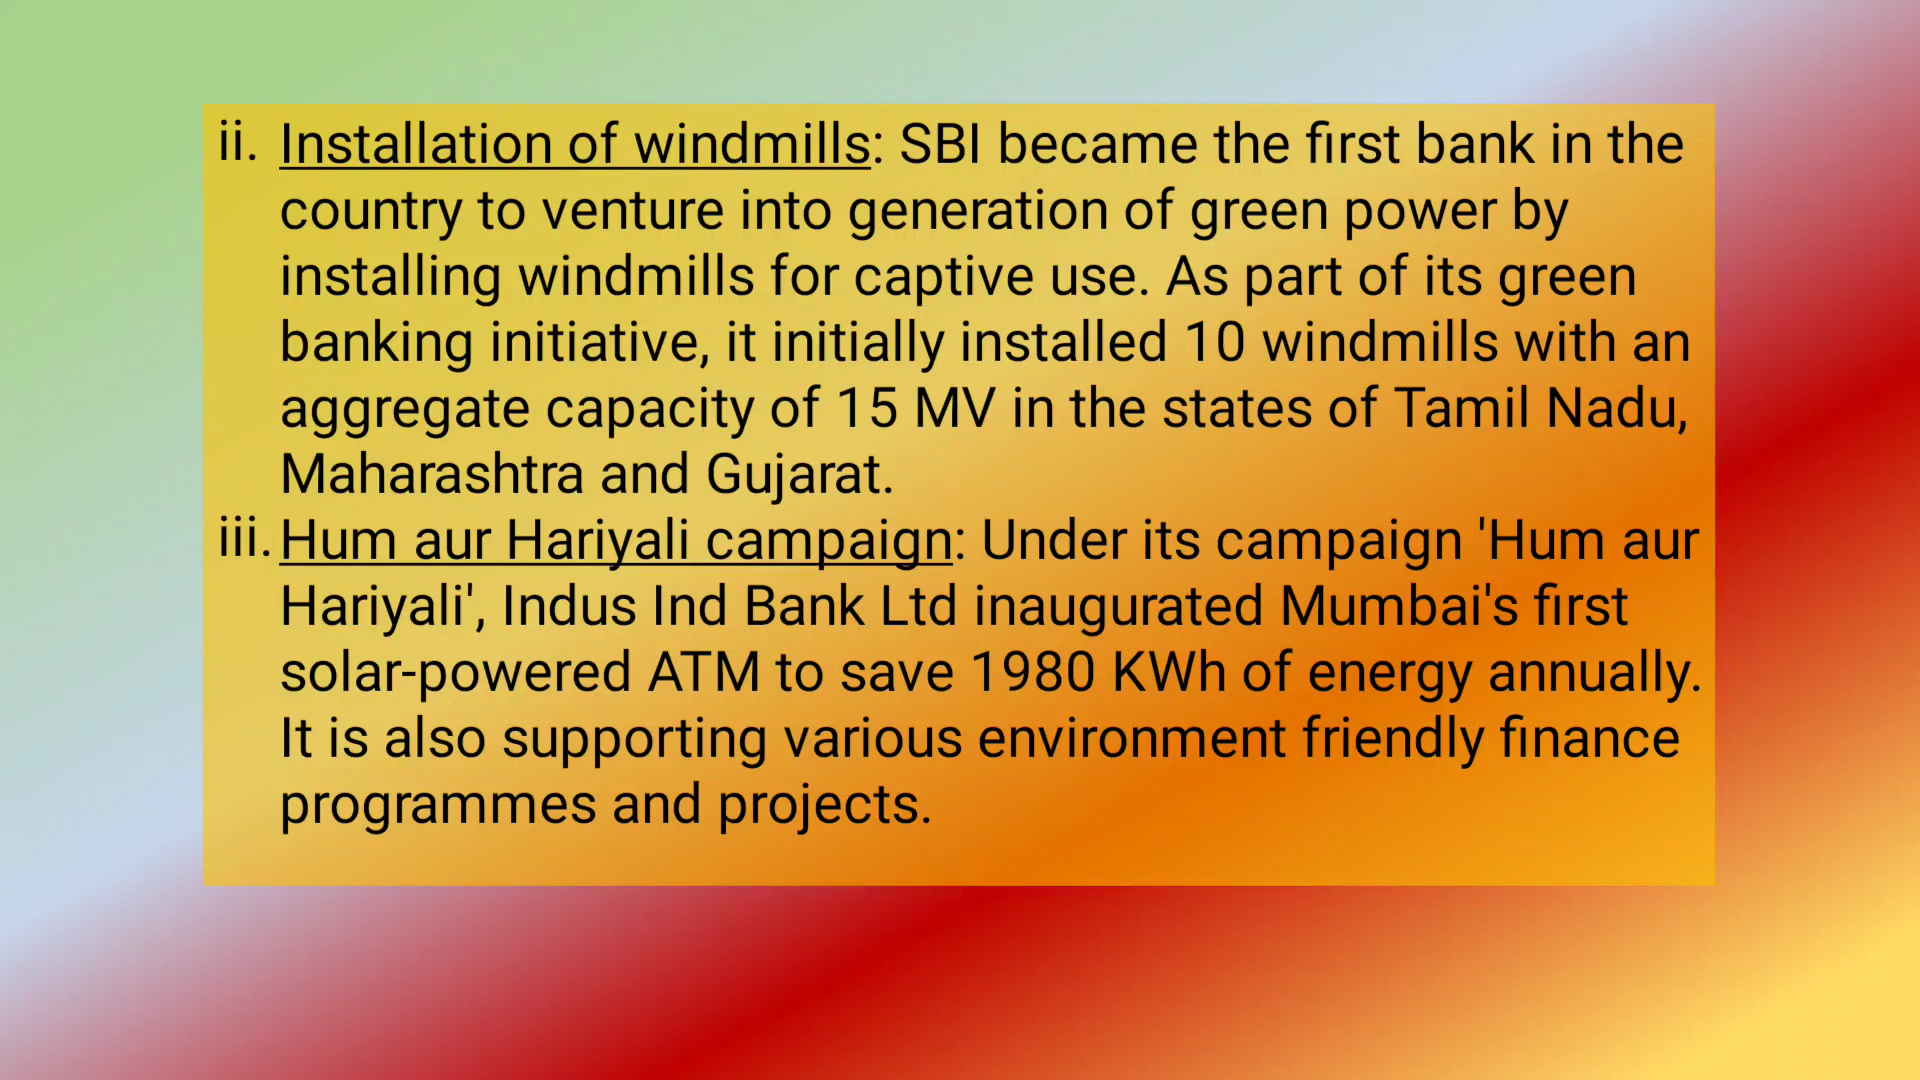 ii. Installation of windmills: SBI became the first bank in the
country to venture into generation of green power by
installing windmills for captive use. As part of its green
banking initiative, it initially installed 10 windmills with an
aggregate capacity of 15 MV in the states of Tamil Nadu,
Maharashtra and Gujarat.
iii. Hum aur Hariyali campaign: Under its campaign 'Hum aur
Hariyali', Indus Ind Bank Ltd inaugurated Mumbai's first
solar-powered ATM to save 1980 KWh of energy annually.
It is also supporting various environment friendly finance
programmes and projects.